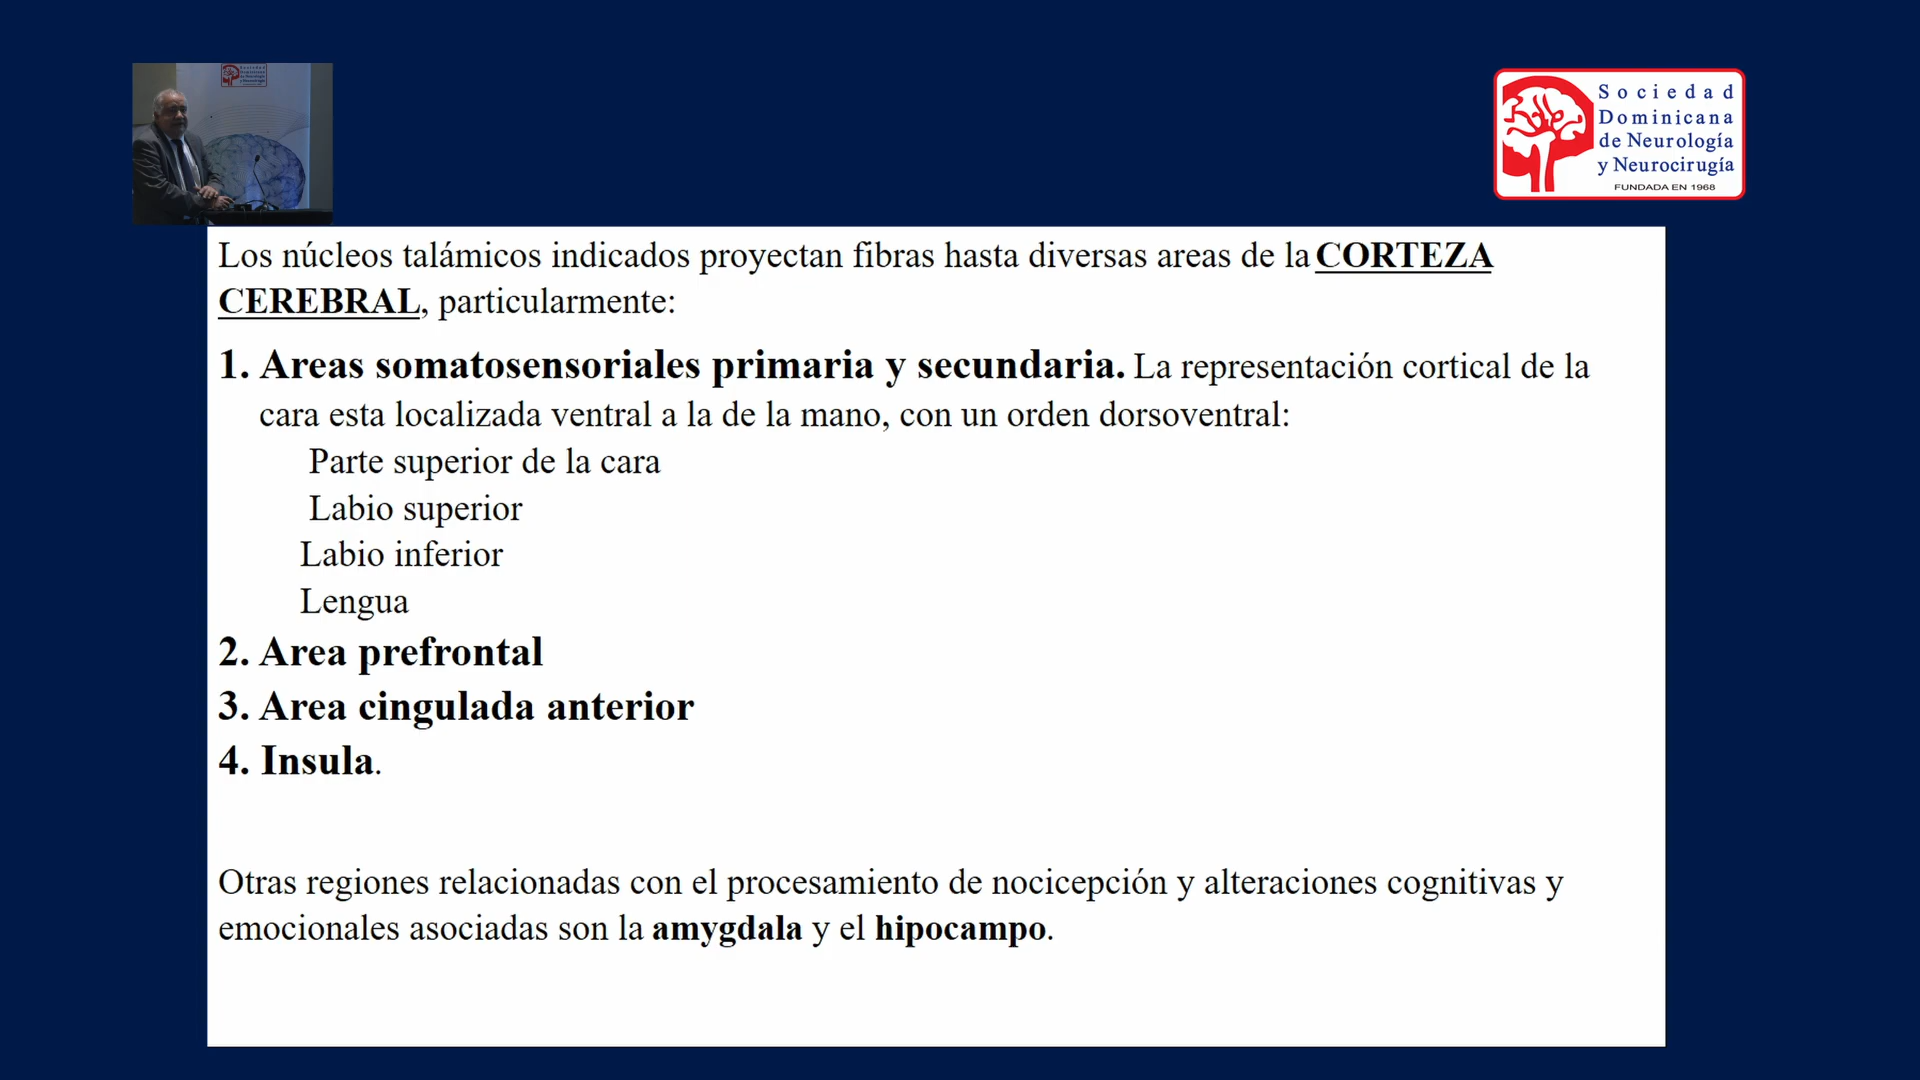 Sociedad
Dominicana
de Neurología
y Neurocirugía
FUNDADA EN 1968
Los núcleos talámicos indicados proyectan fibras hasta diversas areas de la CORTEZA
CEREBRAL, particularmente:
1. Areas somatosensoriales primaria y secundaria. La representación cortical de la
cara esta localizada ventral a la de la mano, con un orden dorsoventral:
Parte superior de la cara
Labio superior
Labio inferior
Lengua
2. Area prefrontal
3. Area cingulada anterior
4. Insula.
Otras regiones relacionadas con el procesamiento de nocicepción y alteraciones cognitivas y
emocionales asociadas son la amygdala y el hipocampo.